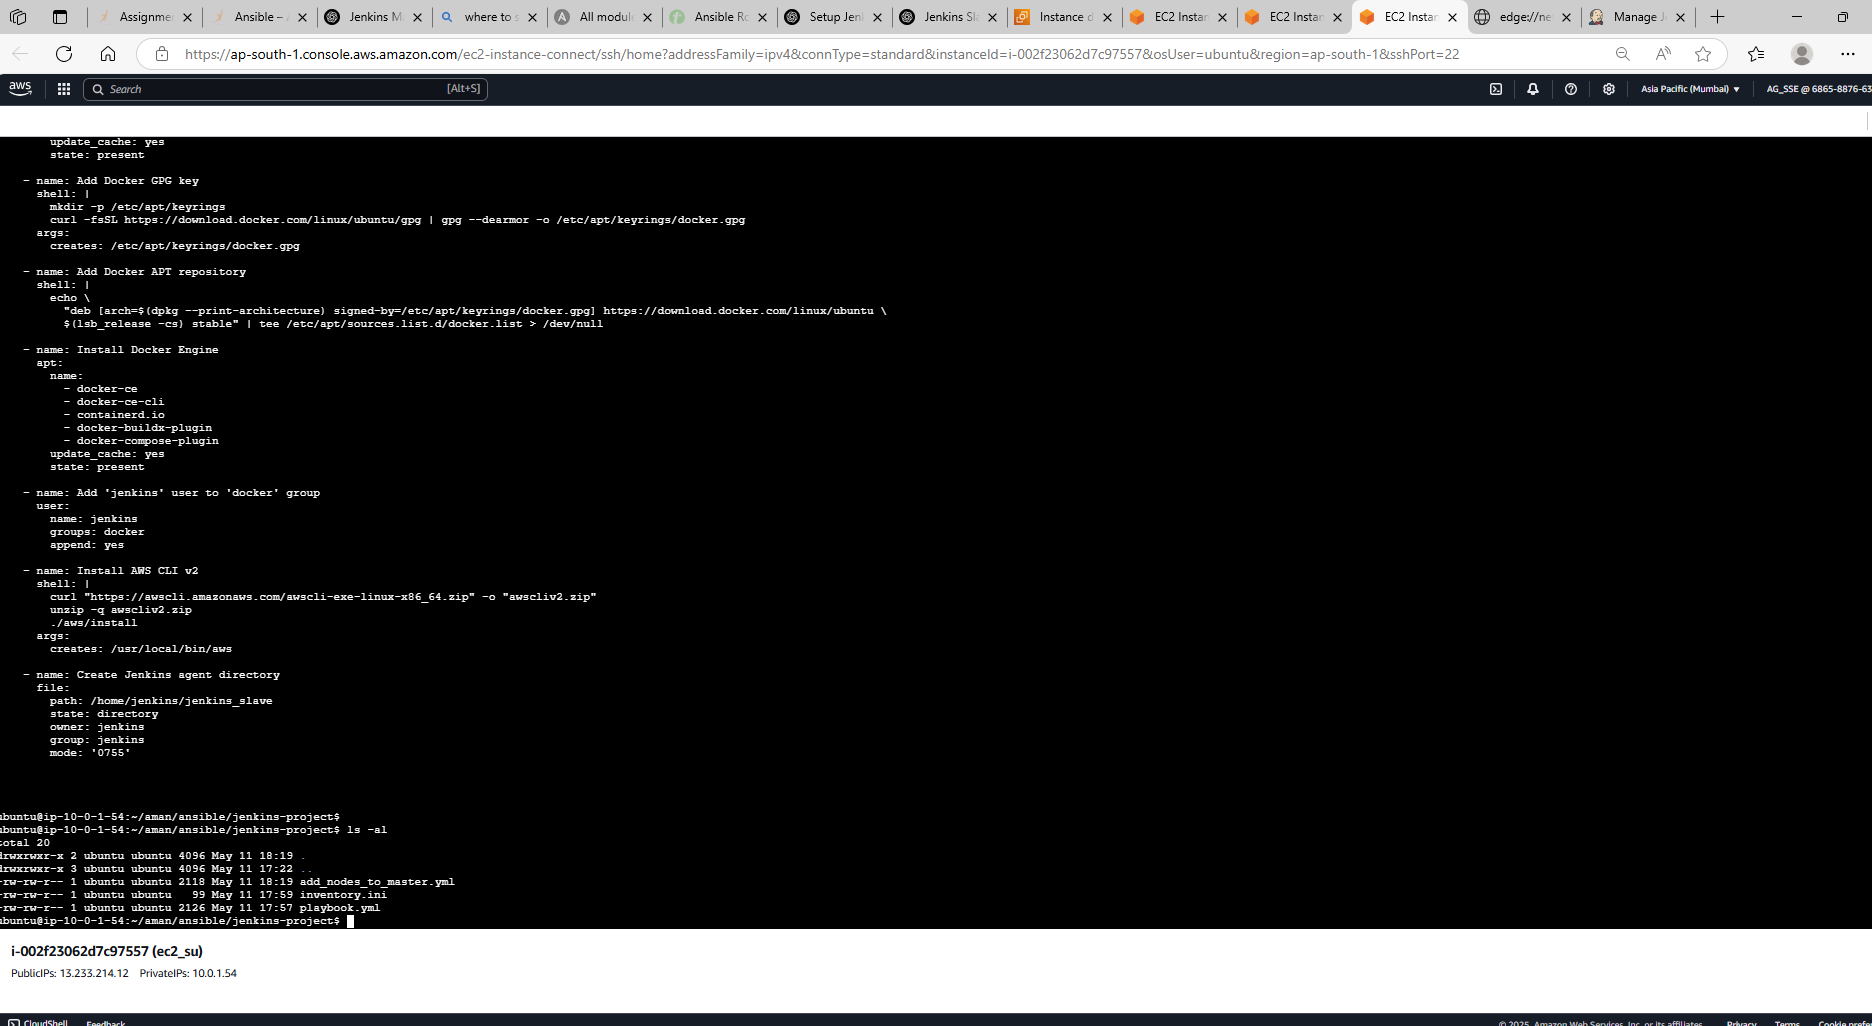 Assignme
Ansible –
Jenkins M
where to s
All modul
Ansible Ro
Setup Jen
Jenkins Sl
Instance d
EC2 Instan
EC2 Instan
EC2 Instan
edge://ne
Manage J
https://ap-south-1.console.aws.amazon.com/ec2-instance-connect/ssh/home?addressFamily=ipv4&connType=standard&instanceId=i-002f23062d7c97557&osUser=ubuntu&region=ap-south-1&sshPort=22
aws
Search
[Alt+S]
Asia Pacific (Mumbai)
AG_SSE @ 6865-8876-63
update_cache: yes
state: present
- name: Add Docker GPG key
shell: |
mkdir -p /etc/apt/keyrings
curl -fsSL https://download.docker.com/linux/ubuntu/gpg | gpg --dearmor -o /etc/apt/keyrings/docker.gpg
args:
creates: /etc/apt/keyrings/docker.gpg
- name: Add Docker APT repository
shell: |
echo \
"deb [arch=$(dpkg --print-architecture) signed-by=/etc/apt/keyrings/docker.gpg] https://download.docker.com/linux/ubuntu \
$(lsb_release -cs) stable" | tee /etc/apt/sources.list.d/docker.list > /dev/null
- name: Install Docker Engine
apt:
name:
- docker-ce
- docker-ce-cli
- containerd.io
- docker-buildx-plugin
- docker-compose-plugin
update_cache: yes
state: present
- name: Add 'jenkins' user to 'docker' group
user:
name: jenkins
groups: docker
append: yes
- name: Install AWS CLI v2
shell: |
curl "https://awscli.amazonaws.com/awscli-exe-linux-x86_64.zip" -o "awscliv2.zip"
unzip -q awscliv2.zip
./aws/install
args:
creates: /usr/local/bin/aws
- name: Create Jenkins agent directory
file:
path: /home/jenkins/jenkins_slave
state: directory
owner: jenkins
group: jenkins
mode: '0755'
ubuntu@ip-10-0-1-54:~/aman/ansible/jenkins-project$
ubuntu@ip-10-0-1-54:~/aman/ansible/jenkins-project$ ls -al
total 20
drwxrwxr-x 2 ubuntu ubuntu 4096 May 11 18:19 .
drwxrwxr-x 3 ubuntu ubuntu 4096 May 11 17:22 ..
-rw-rw-r-- 1 ubuntu ubuntu 2118 May 11 18:19 add_nodes_to_master.yml
-rw-rw-r-- 1 ubuntu ubuntu 99 May 11 17:59 inventory.ini
-rw-rw-r-- 1 ubuntu ubuntu 2126 May 11 17:57 playbook.yml
ubuntu@ip-10-0-1-54:~/aman/ansible/jenkins-project$
i-002f23062d7c97557 (ec2_su)
PublicIPs: 13.233.214.12 PrivateIPs: 10.0.1.54
CloudShell Feedback
© 2025, Amazon Web Services, Inc. or its affiliates. Privacy Terms Cookie prefe